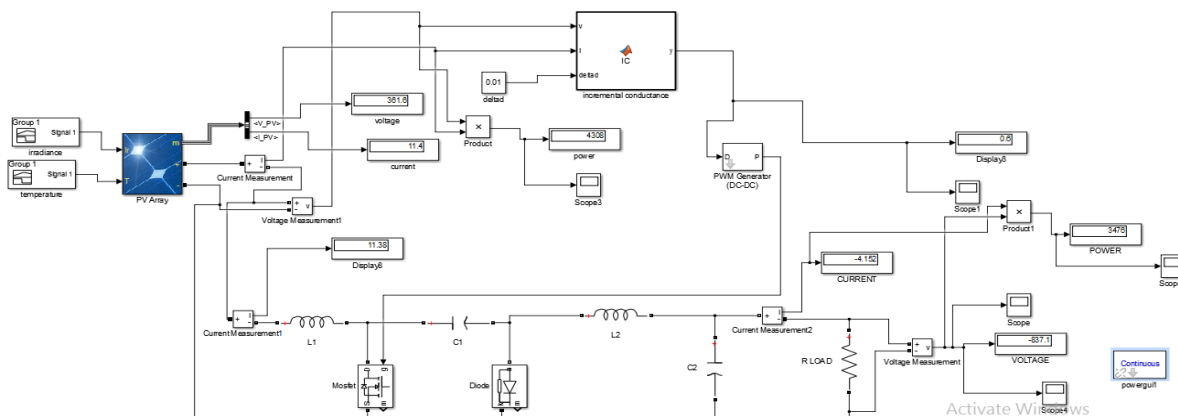 v
I
deltad
IC
y
incremental conductance
0.01
deltad
<V_PV>
<I_PV>
361.6
voltage
11.4
current
Product
4308
power
Scope3
Group 1
Signal 1
irradiance
Group 1
Signal 1
temperature
Ir
T
m
+
-
PV Array
+
-
i
Current Measurement
+
-
v
Voltage Measurement1
D
P
PWM Generator
(DC-DC)
0.6
Scope1
Product1
3476
POWER
Scope
11.38
-4.152
CURRENT
+
-
i
Current Measurement1
L1
C1
L2
+
-
i
Current Measurement2
C2
R LOAD
+
-
v
Voltage Measurement
Scope
-837.1
VOLTAGE
Scope4
Mosfet
g
D
S
m
Diode
a
k
m
Continuous
powergui1
Activate Windows